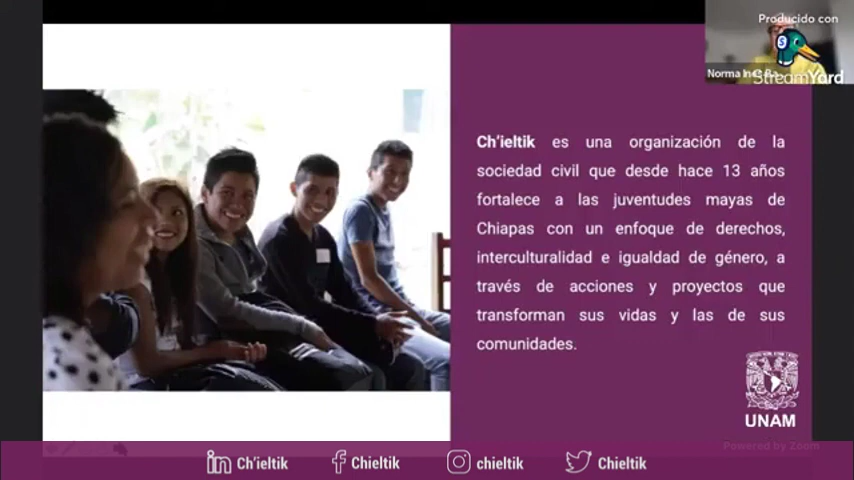 Producido con
StreamYard
Norma
Ch'ieltik es una organización de la
sociedad civil que desde hace 13 años
fortalece a las juventudes mayas de
Chiapas con un enfoque de derechos,
interculturalidad e igualdad de género, a
través de acciones y proyectos que
transforman sus vidas y las de sus
comunidades.
UNAM
Powered by Zoom
in Ch'ieltik
Chieltik
chieltik
Chieltik